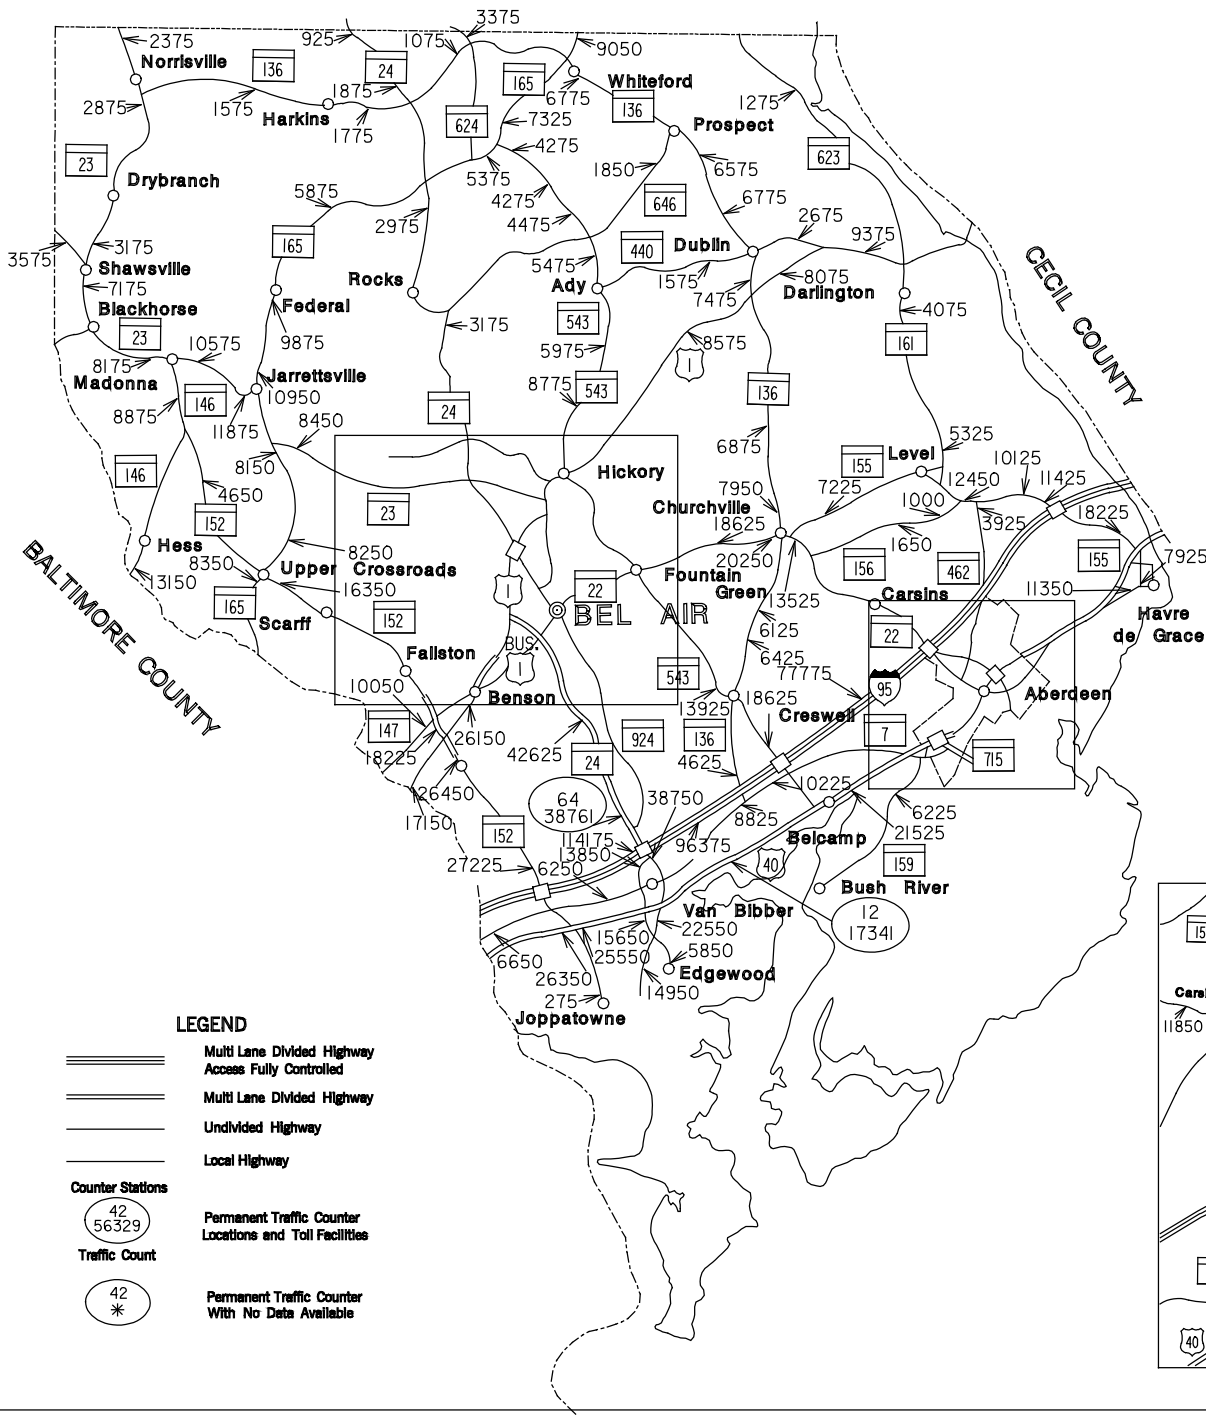 3375
2375
925
1075
9050
Norrisville
136
24
165
Whiteford
2875
1575
1875
6775
136
1275
Harkins
1775
624
7325
Prospect
4275
23
1850
6575
623
5375
Drybranch
5875
4275
646
6775
2975
4475
2675
3175
165
440
Dublin
9375
3575
Shawsville
5475
8075
Rocks
1575
7175
Ady
7475
Darlington
CECIL COUNTY
Blackhorse
Federal
4075
23
543
10575
9875
3175
8575
161
8175
5975
1
Madonna
Jarrettsville
8775
543
136
10950
146
8875
11875
24
8450
6875
5325
8150
Level
10125
146
Hickory
155
12450
11425
4650
7950
7225
1000
23
Churchville
18625
3925
18225
152
1650
Hess
8250
20250
155
7925
BALTIMORE COUNTY
8350
Upper Crossroads
22
Fountain
Green
156
462
13150
16350
1
13525
11350
165
Carsins
Havre
de Grace
Scarff
152
BEL AIR
6125
22
BUS.
Fallston
1
6425
543
77775
95
10050
Benson
13925
18625
Aberdeen
147
26150
Creswell
18225
42625
924
136
7
24
715
4625
26450
10225
64
38761
38750
17150
8825
6225
152
114175
21525
13850
96375
Belcamp
27225
6250
40
159
Bush River
Van Bibber
12
17341
15650
22550
15
6650
25550
5850
26350
Edgewood
14950
275
Joppatowne
11850
LEGEND
Multi Lane Divided Highway
Access Fully Controlled
Multi Lane Divided Highway
Undivided Highway
Local Highway
Counter Stations
42
56329
Permanent Traffic Counter
Locations and Toll Facilities
Traffic Count
42
*
Permanent Traffic Counter
With No Data Available
40